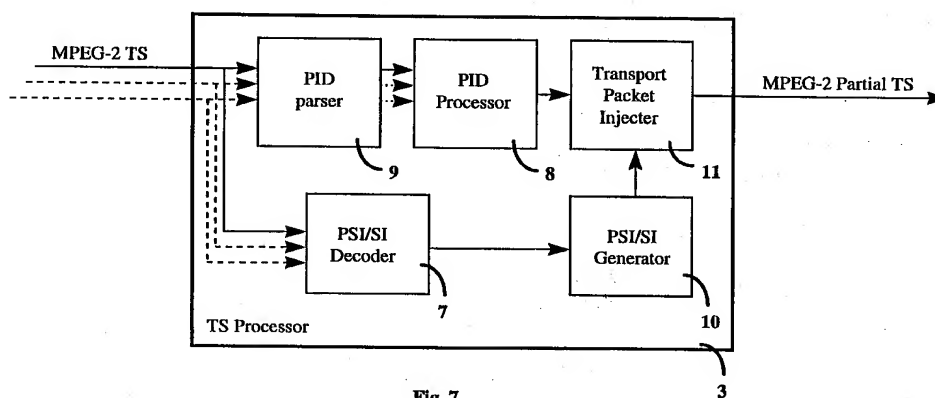 MPEG-2 TS
PID
parser
PID
Processor
Transport
Packet
Injecter
MPEG-2 Partial TS
9
8
11
PSI/SI
Decoder
PSI/SI
Generator
7
10
TS Processor
3
Fig. 7